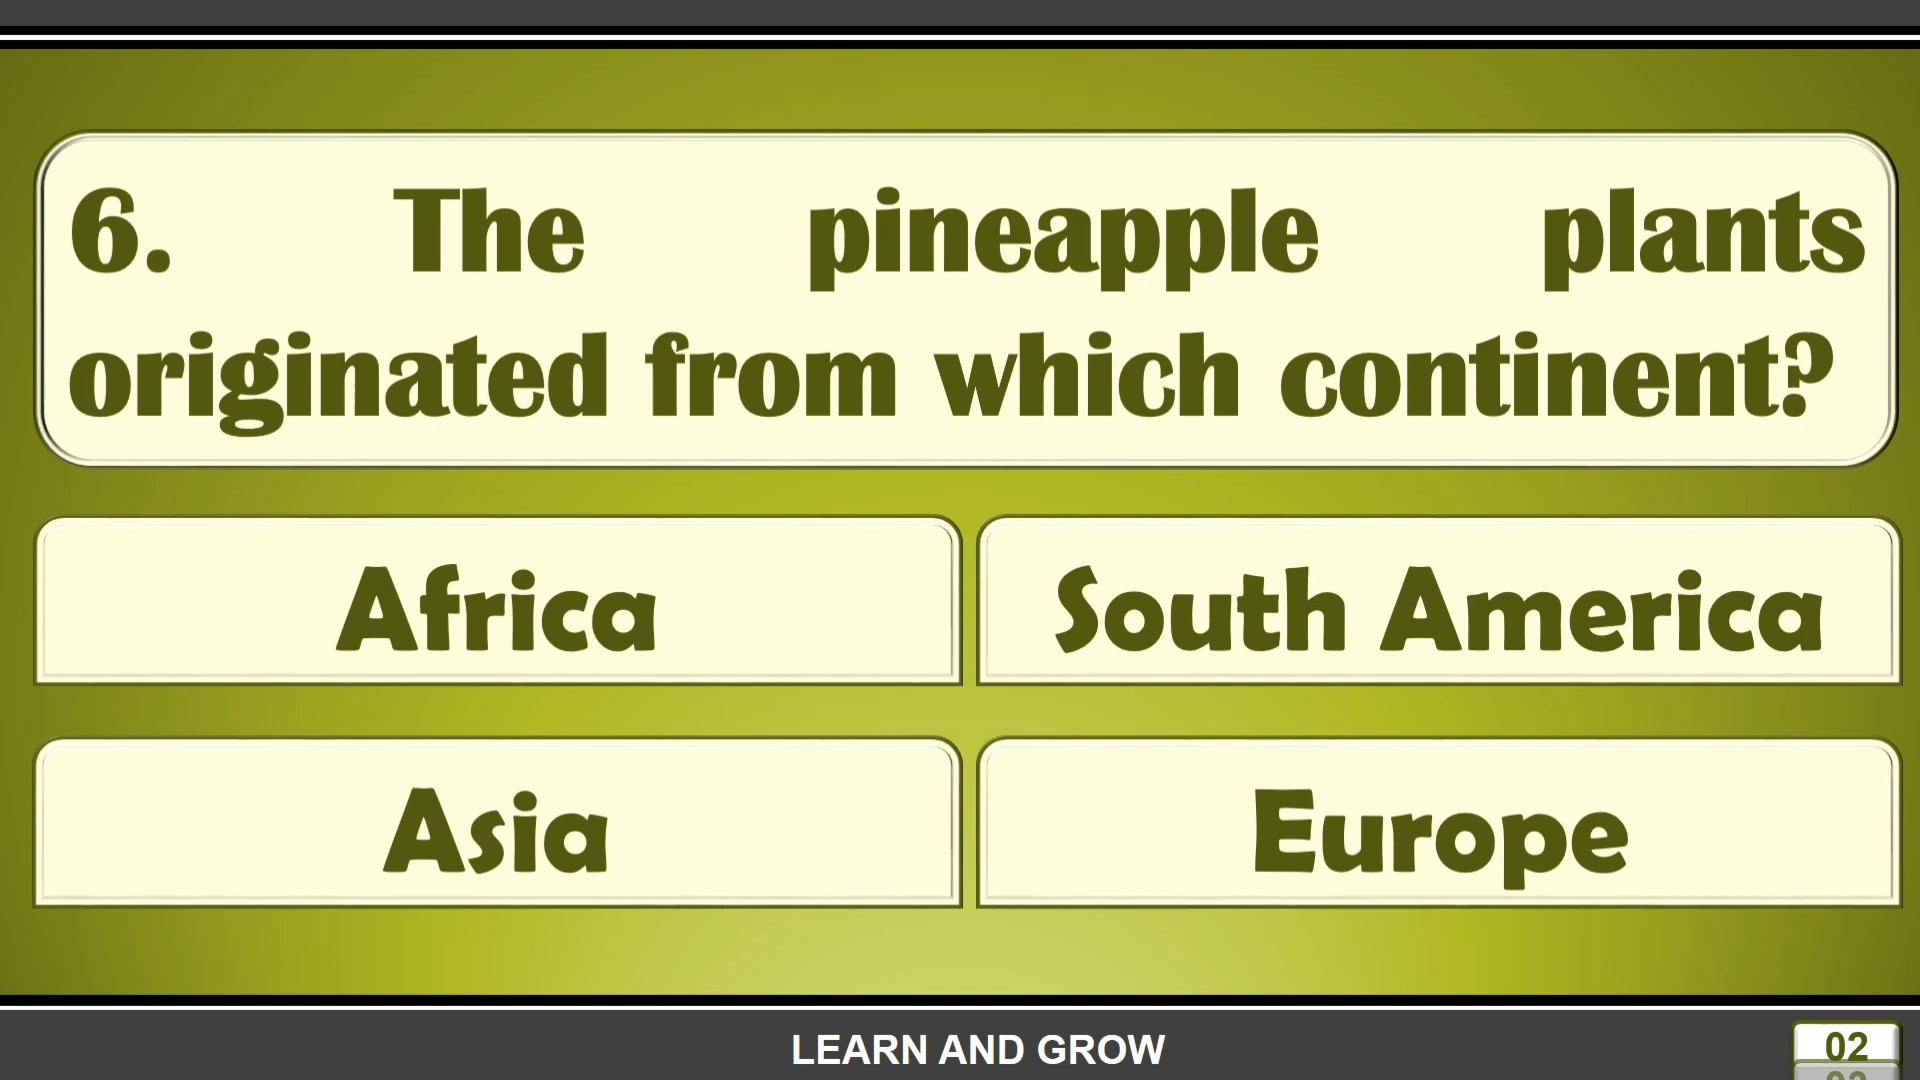 6. The pineapple plants
originated from which continent?
Africa
South America
Asia
Europe
LEARN AND GROW
02